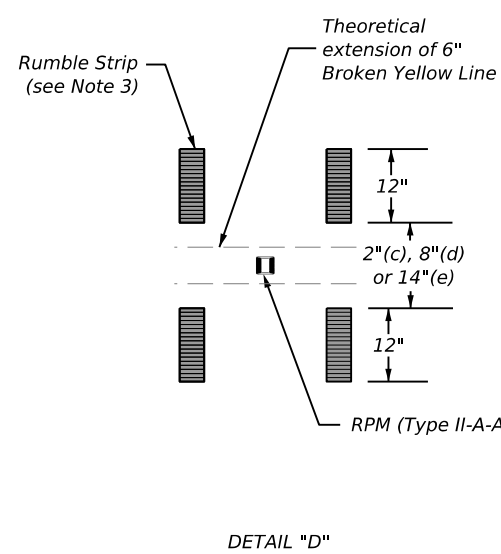 Theoretical
extension of 6"
Broken Yellow Line
Rumble Strip
(see Note 3)
12"
2"(c), 8"(d)
or 14"(e)
12"
RPM (Type II-A-A
DETAIL "D"